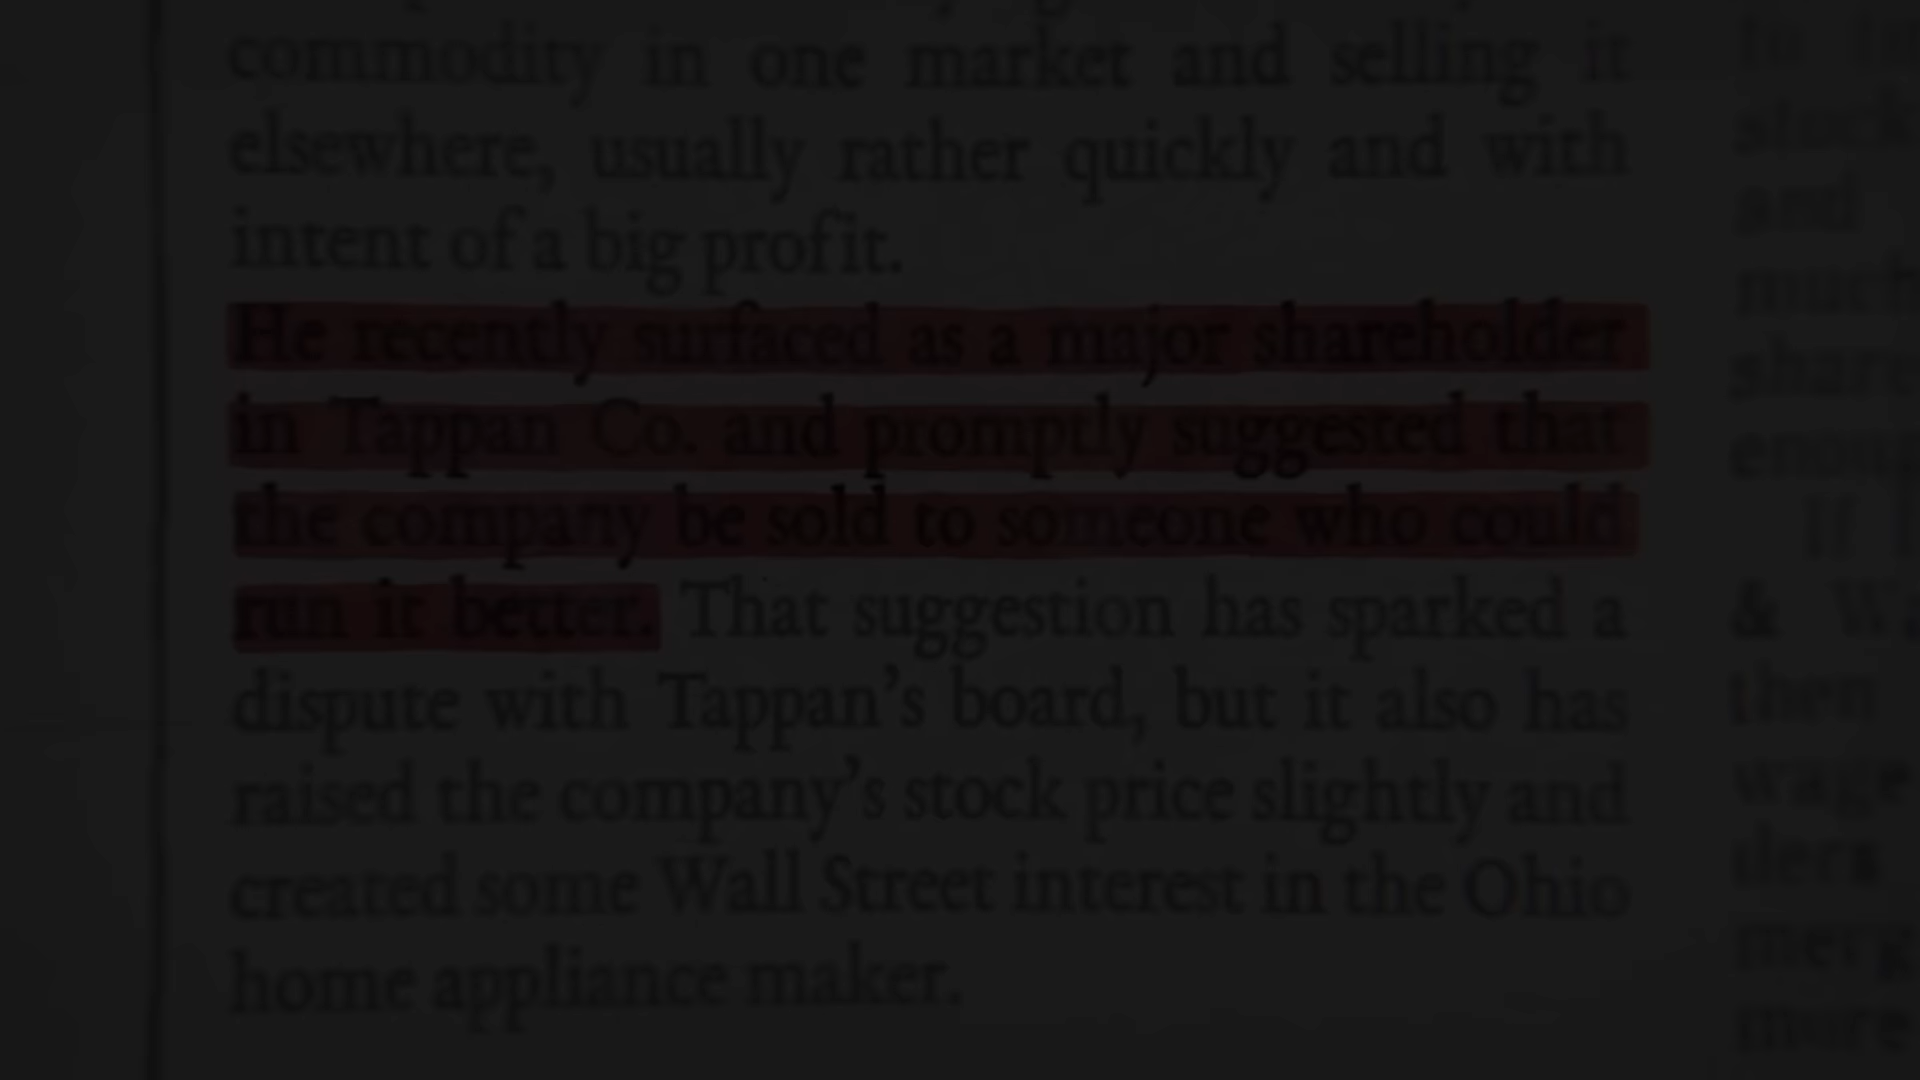 commodity in one market and selling it
elsewhere, usually rather quickly and with
intent of a big profit.
He recently surfaced as a major shareholder
in Tappan Co. and promptly suggested that
the company be sold to someone who could
run it better. That suggestion has sparked a
dispute with Tappan's board, but it also has
raised the company's stock price slightly and
created some Wall Street interest in the Ohio
home appliance maker.
and
then